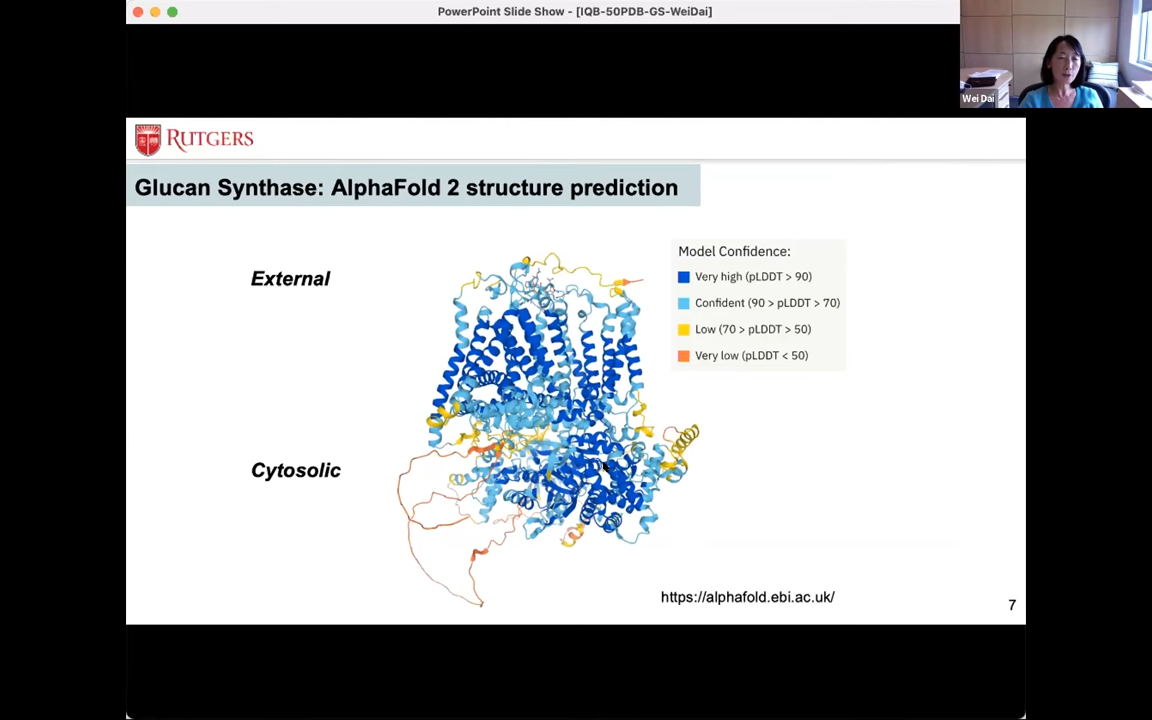 PowerPoint Slide Show - [IQB-50PDB-GS-WeiDai]
Wei Dai
RUTGERS
Glucan Synthase: AlphaFold 2 structure prediction
External
Model Confidence:
Very high (pLDDT > 90)
Confident (90 > pLDDT > 70)
Low (70 > pLDDT > 50)
Very low (pLDDT < 50)
Cytosolic
https://alphafold.ebi.ac.uk/
7